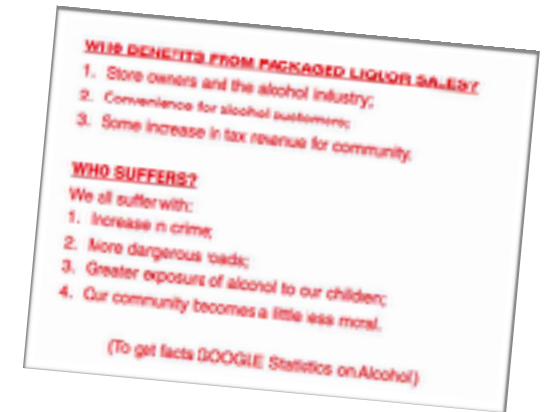 WHO BENEFITS FROM PACKAGED LIQUOR SALES?
1. Store owners and the alcohol industry;
2. Convenience for alcohol customers;
3. Some increase in tax revenue for community.
WHO SUFFERS?
We all suffer with:
1. Increase in crime;
2. More dangerous roads;
3. Greater exposure of alcohol to our children;
4. Our community becomes a little less moral.
(To get facts GOOGLE Statistics on Alcohol)